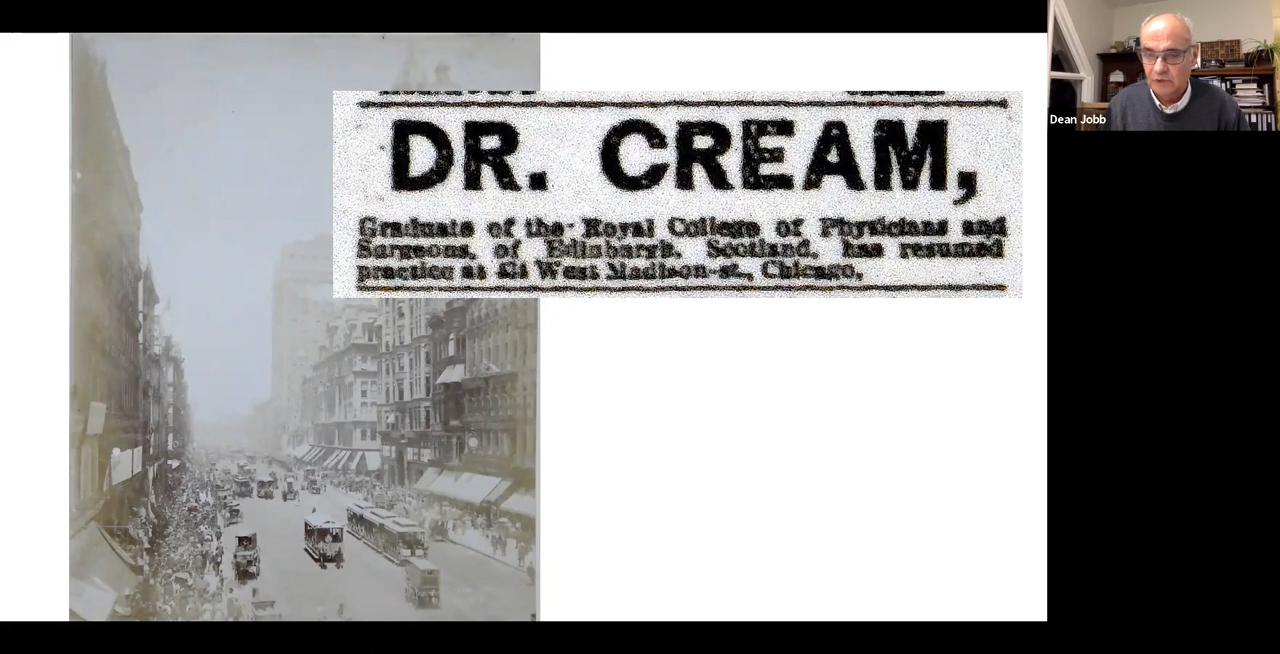 DR. CREAM,
Graduate of the Royal College of Physicians and
Surgeons, of Edinburgh, Scotland, has resumed
practice at West Madison-st., Chicago,
Dean Jobb